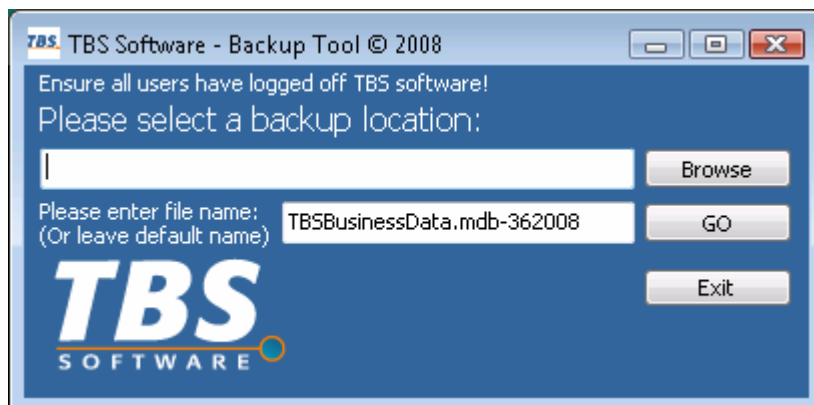 TBS. TBS Software - Backup Tool © 2008
Ensure all users have logged off TBS software!
Please select a backup location:
Browse
Please enter file name:
(Or leave default name)
TBSBusinessData.mdb-362008
GO
Exit
TBS
SOFTWARE